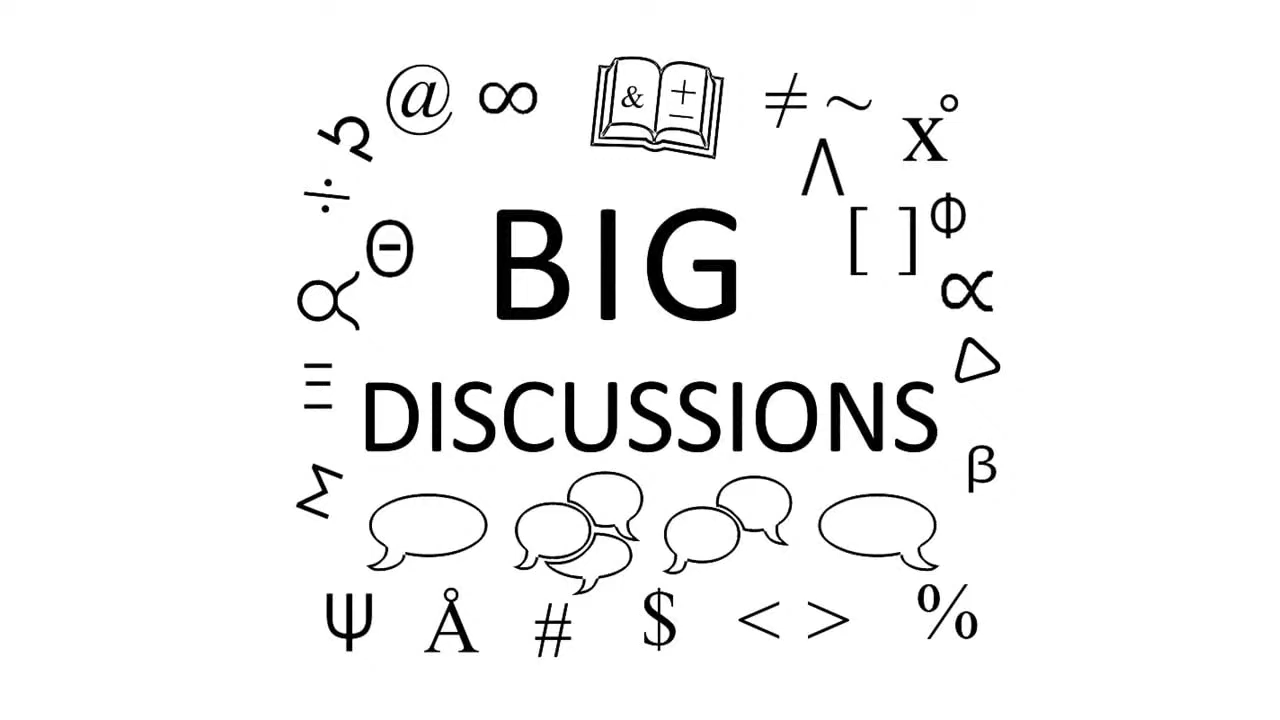 @ ∞ & + − ≠ ~ x°
÷ Λ
Θ BIG [ ] Φ
∝
Ξ DISCUSSIONS Δ
Σ β
Ψ Å # $ < > %